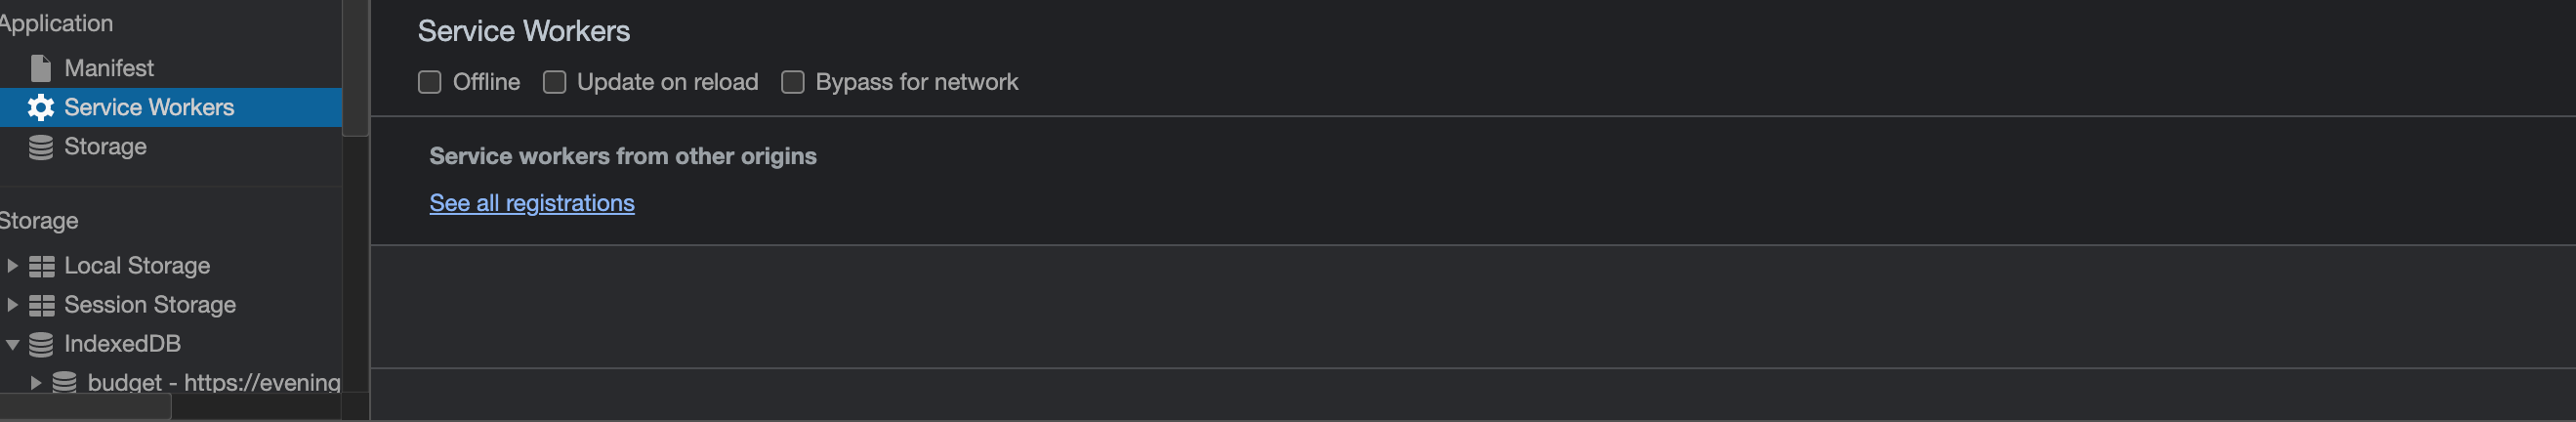 Application
Manifest
Service Workers
Storage
Storage
Local Storage
Session Storage
IndexedDB
budget - https://evening
Service Workers
Offline Update on reload Bypass for network
Service workers from other origins
See all registrations